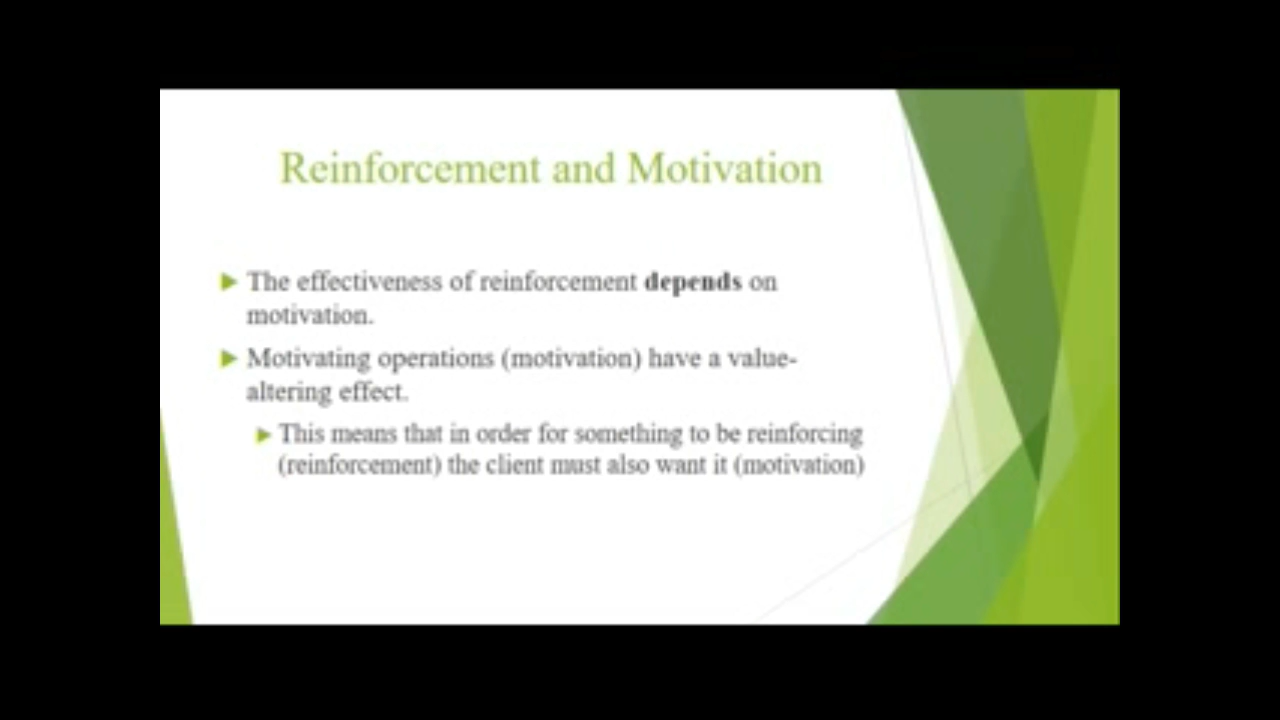 Reinforcement and Motivation
The effectiveness of reinforcement depends on
motivation.
Motivating operations (motivation) have a value-
altering effect.
This means that in order for something to be reinforcing
(reinforcement) the client must also want it (motivation)